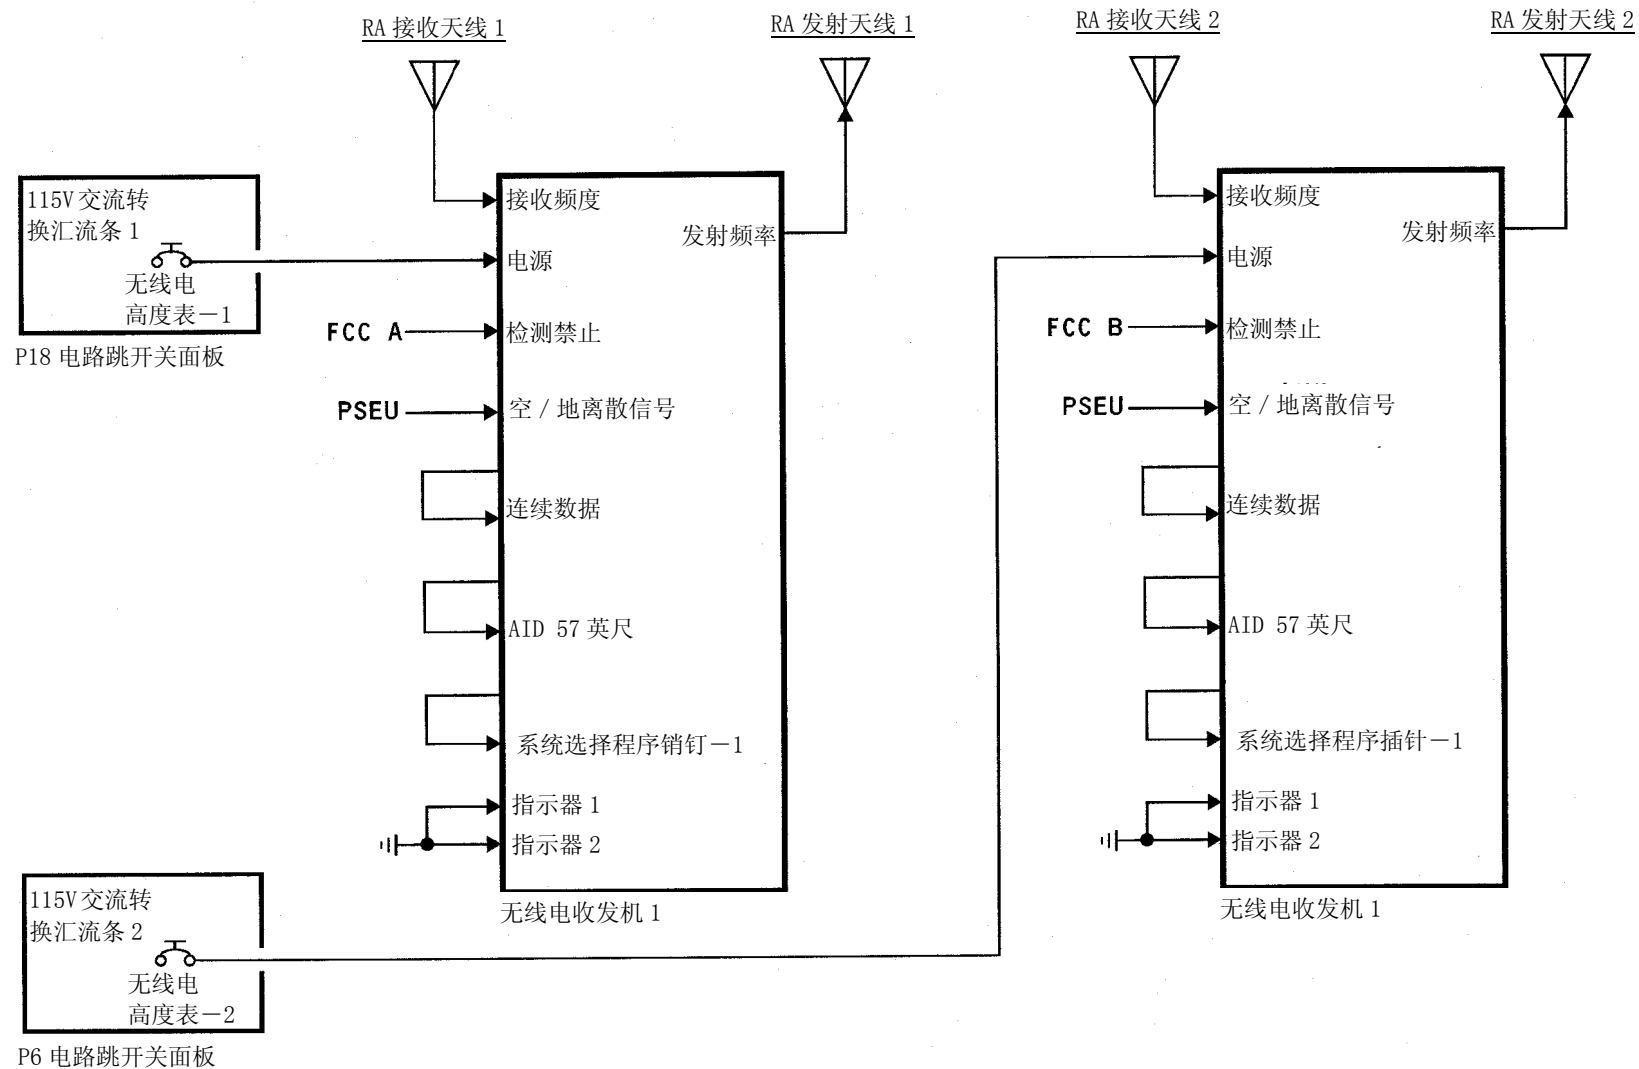 RA 接收天线 1
RA 发射天线 1
RA 接收天线 2
RA 发射天线 2
115V 交流转
换汇流条 1
无线电
高度表－1
P18 电路跳开关面板
接收频度
发射频率
电源
FCC A
检测禁止
PSEU
空 / 地离散信号
连续数据
AID 57 英尺
系统选择程序销钉－1
指示器 1
指示器 2
无线电收发机 1
接收频度
发射频率
电源
FCC B
检测禁止
PSEU
空 / 地离散信号
连续数据
AID 57 英尺
系统选择程序插针－1
指示器 1
指示器 2
无线电收发机 1
115V 交流转
换汇流条 2
无线电
高度表－2
P6 电路跳开关面板